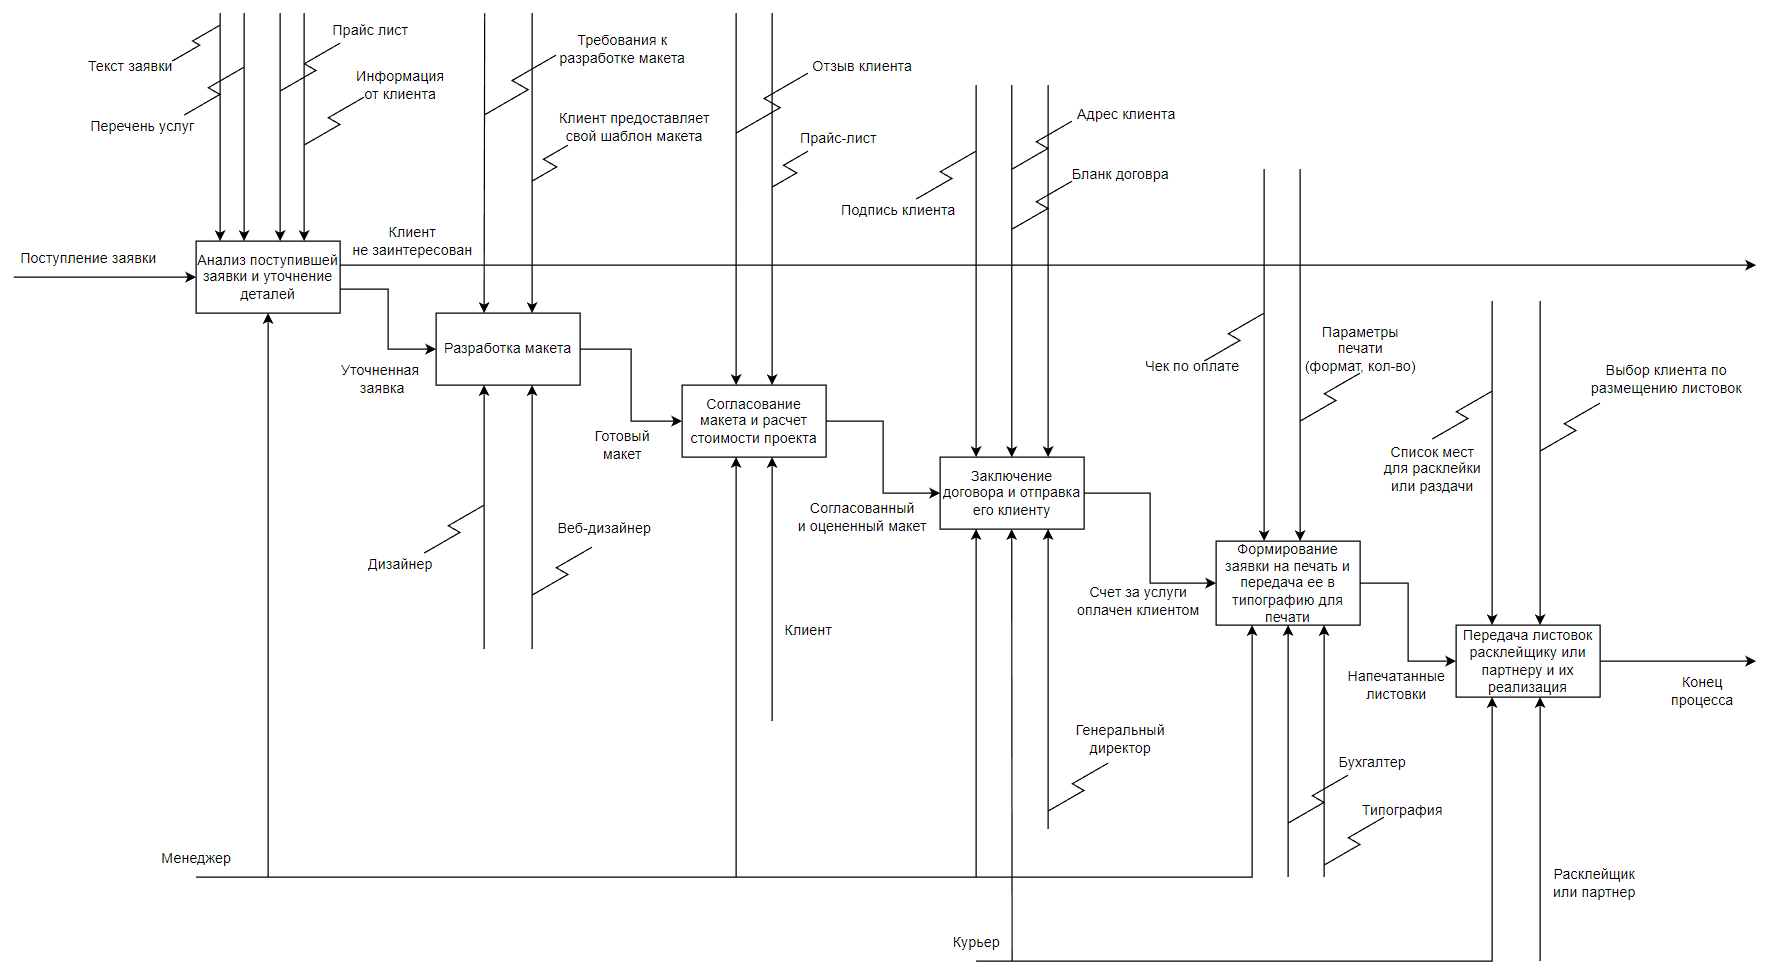 Прайс лист
Текст заявки
Информация
от клиента
Перечень услуг
Требования к
разработке макета
Клиент предоставляет
свой шаблон макета
Отзыв клиента
Прайс-лист
Адрес клиента
Бланк договра
Подпись клиента
Поступление заявки
Анализ поступившей
заявки и уточнение
деталей
Клиент
не заинтересован
Уточненная
заявка
Разработка макета
Готовый
макет
Согласование
макета и расчет
стоимости проекта
Согласованный
и оцененный макет
Заключение
договора и отправка
его клиенту
Чек по оплате
Параметры
печати
(формат, кол-во)
Счет за услуги
оплачен клиентом
Формирование
заявки на печать и
передача ее в
типографию для
печати
Список мест
для расклейки
или раздачи
Выбор клиента по
размещению листовок
Напечатанные
листовки
Передача листовок
расклейщику или
партнеру и их
реализация
Конец
процесса
Дизайнер
Веб-дизайнер
Клиент
Генеральный
директор
Бухгалтер
Типография
Менеджер
Расклейщик
или партнер
Курьер